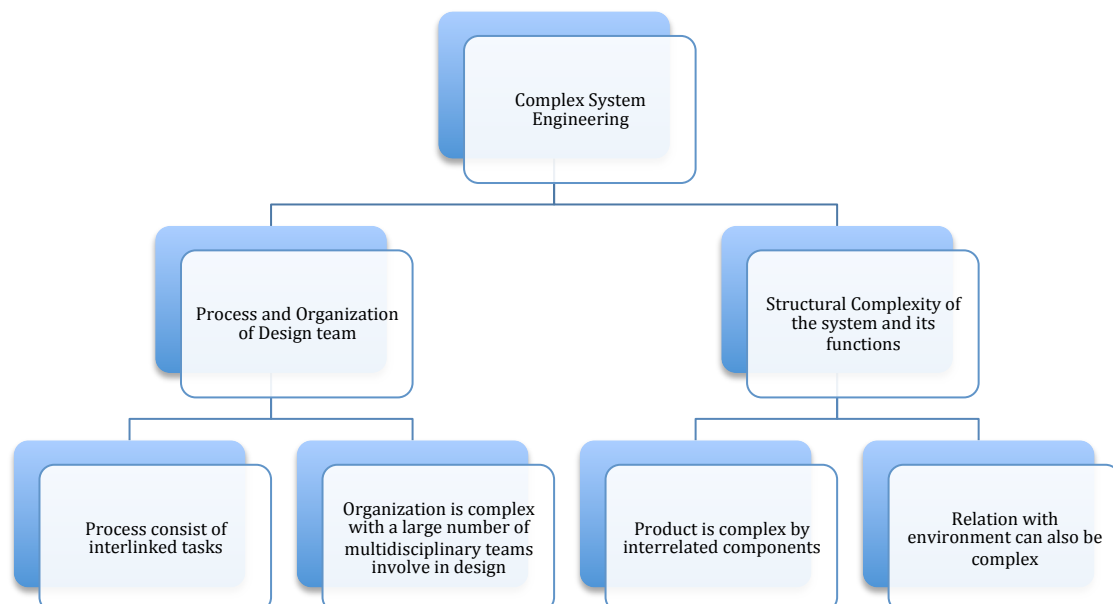 Complex System
Engineering
Process and Organization
of Design team
Structural Complexity of
the system and its
functions
Process consist of
interlinked tasks
Organization is complex
with a large number of
multidisciplinary teams
involve in design
Product is complex by
interrelated components
Relation with
environment can also be
complex